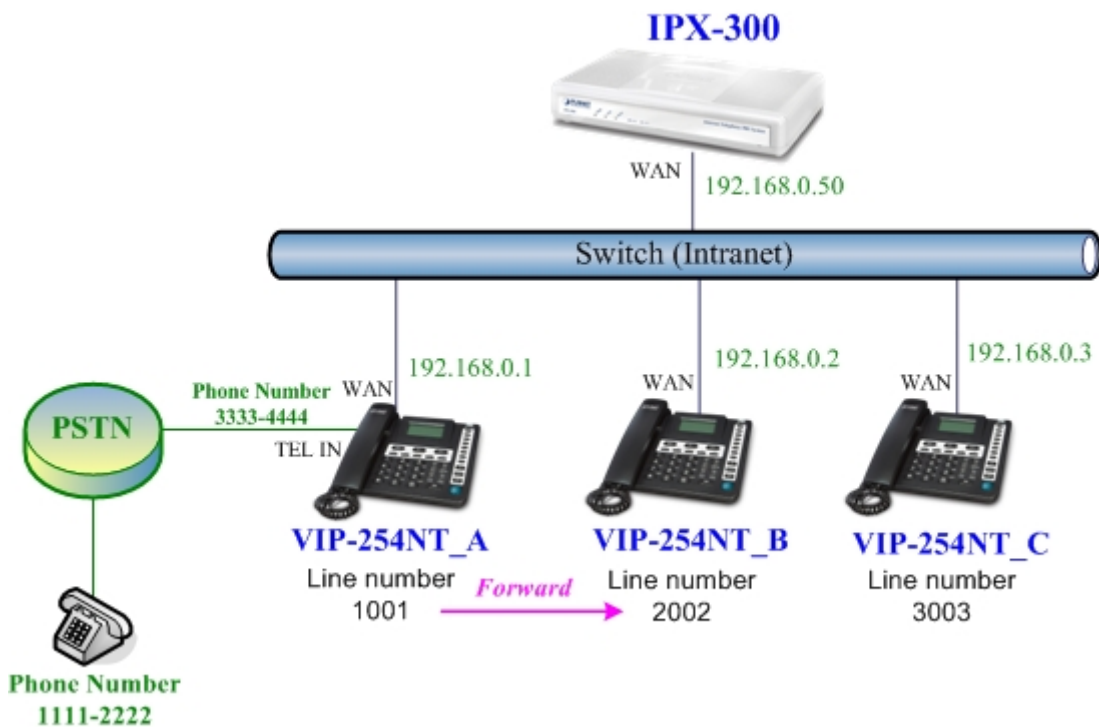 IPX-300
PLANET
WAN
192.168.0.50
Switch (Intranet)
192.168.0.1
192.168.0.2
192.168.0.3
Phone Number
3333-4444
WAN
WAN
WAN
PSTN
TEL IN
VIP-254NT_A
VIP-254NT_B
VIP-254NT_C
Line number
1001
Forward
Line number
2002
Line number
3003
Phone Number
1111-2222